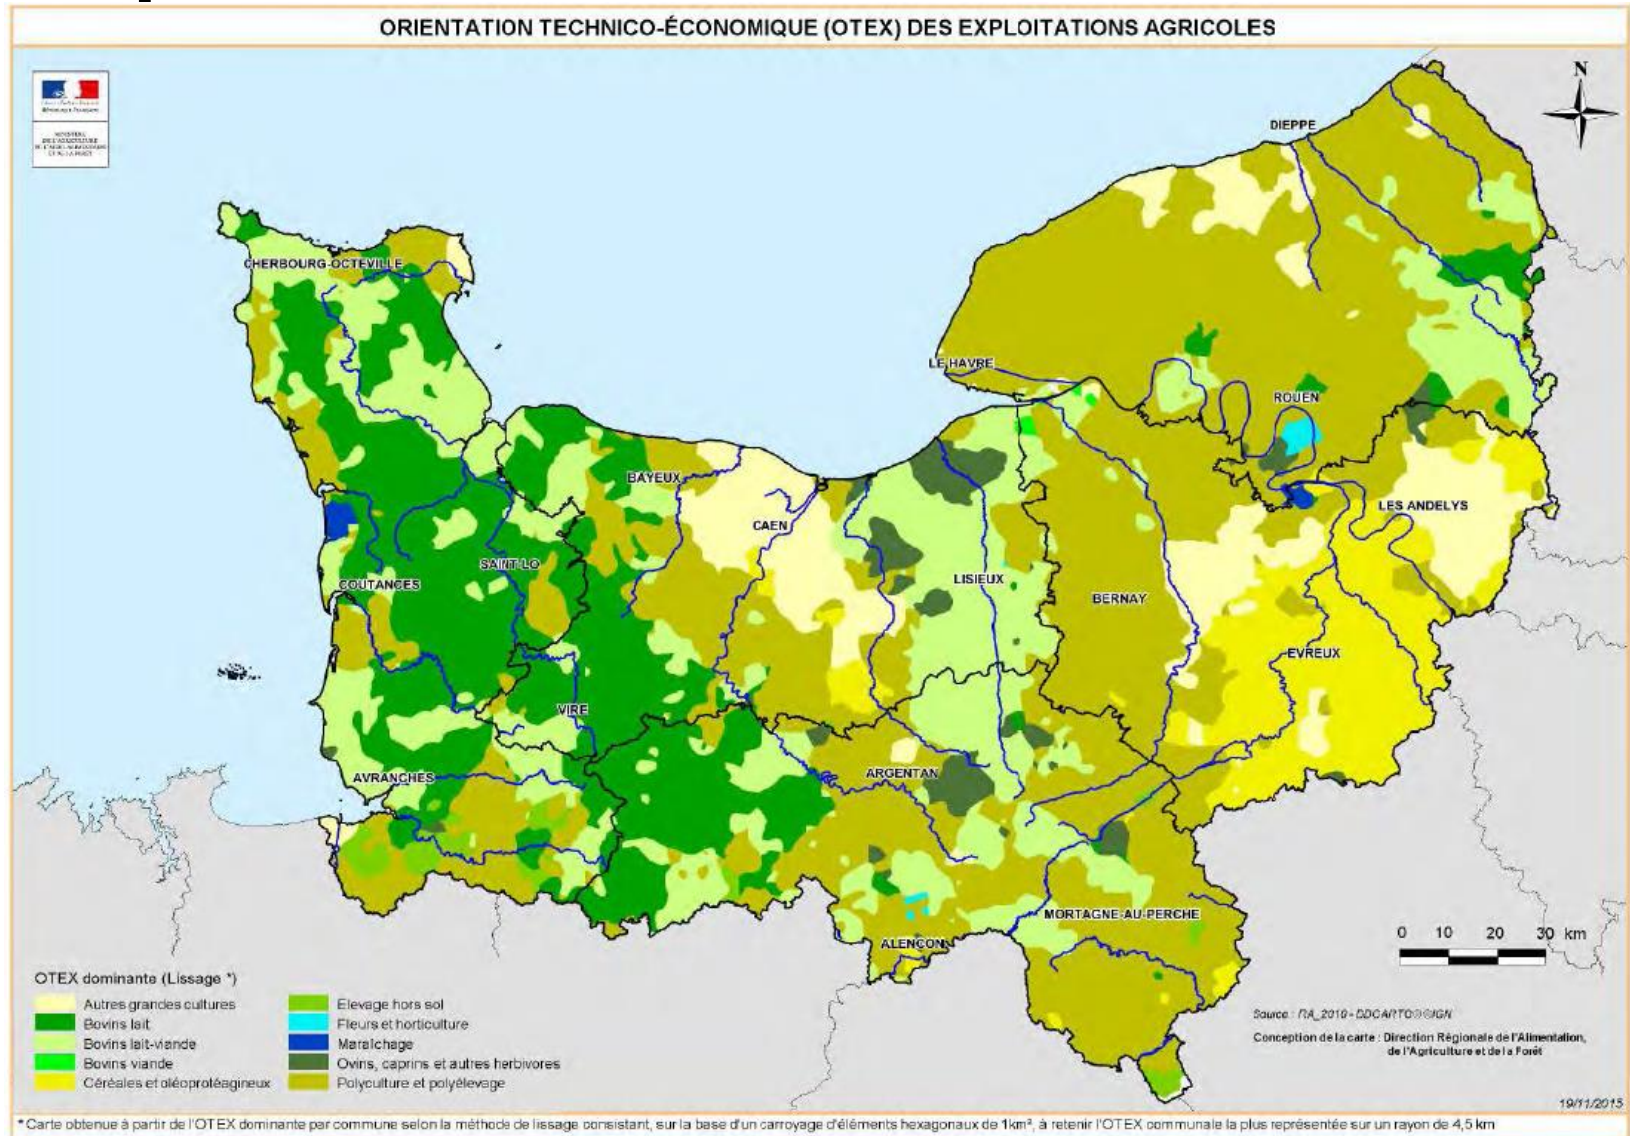 ORIENTATION TECHNICO-ÉCONOMIQUE (OTEX) DES EXPLOITATIONS AGRICOLES
N
DIEPPE
CHERBOURG-OCTEVILLE
LE HAVRE
ROUEN
BAYEUX
CAEN
LES ANDELYS
SAINT-LO
COUTANCES
LISIEUX
BERNAY
EVREUX
VIRE
AVRANCHES
ARGENTAN
MORTAGNE-AU-PERCHE
ALENCON
0 10 20 30 km
OTEX dominante (Lissage *)
Autres grandes cultures
Bovins lait
Bovins lait-viande
Bovins viande
Céréales et oléoprotéagineux
Elevage hors sol
Fleurs et horticulture
Maraîchage
Ovins, caprins et autres herbivores
Polyculture et polyélevage
Source : RA_2010 - BDCARTO®©IGN
Conception de la carte : Direction Régionale de l'Alimentation,
de l'Agriculture et de la Forêt
19/11/2015
* Carte obtenue à partir de l'OTEX dominante par commune selon la méthode de lissage consistant, sur la base d'un carroyage d'éléments hexagonaux de 1km², à retenir l'OTEX communale la plus représentée sur un rayon de 4,5 km